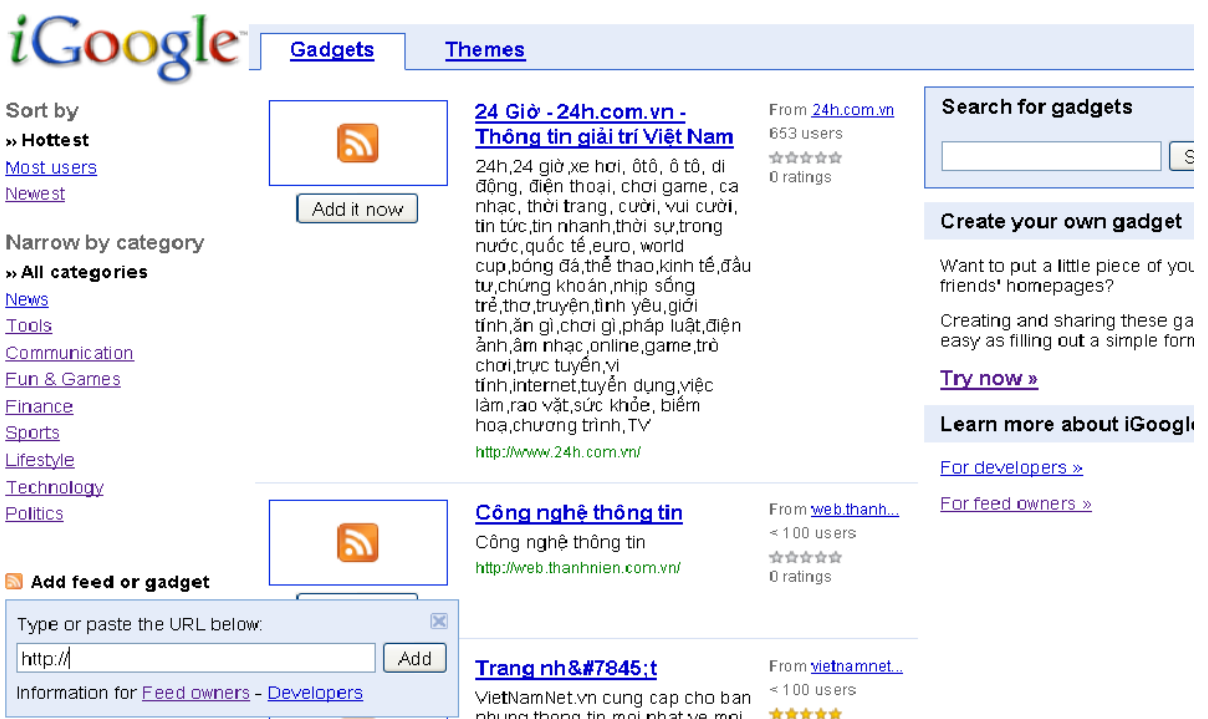 iGoogle
Gadgets
Themes
Sort by
» Hottest
Most users
Newest
Narrow by category
» All categories
News
Tools
Communication
Fun & Games
Finance
Sports
Lifestyle
Technology
Politics
Add feed or gadget
Type or paste the URL below:
http://
Add
Information for Feed owners - Developers
Add it now
24 Giờ - 24h.com.vn -
Thông tin giải trí Việt Nam
24h,24 giờ,xe hơi, ôtô, ô tô, di
động, điện thoại, chơi game, ca
nhạc, thời trang, cười, vui cười,
tin tức,tin nhanh,thời sự,trong
nước,quốc tế,euro, world
cup,bóng đá,thể thao,kinh tế,đầu
tư,chứng khoán,nhịp sống
trẻ,thơ,truyện,tình yêu,giới
tính,ăn gì,chơi gì,pháp luật,điện
ảnh,âm nhạc,online,game,trò
chơi,trực tuyến,vi
tính,internet,tuyển dụng,việc
làm,rao vặt,sức khỏe, biếm
hoạ,chương trình,TV
http://www.24h.com.vn/
From 24h.com.vn
653 users
0 ratings
Công nghệ thông tin
Công nghệ thông tin
http://web.thanhnien.com.vn/
From web.thanh...
< 100 users
0 ratings
Trang nh&#7845;t
VietNamNet.vn cung cap cho ban
nhung thong tin moi nhat ve moi
From vietnamnet...
< 100 users
Search for gadgets
S
Create your own gadget
Want to put a little piece of you
friends' homepages?
Creating and sharing these ga
easy as filling out a simple form
Try now »
Learn more about iGoogle
For developers »
For feed owners »